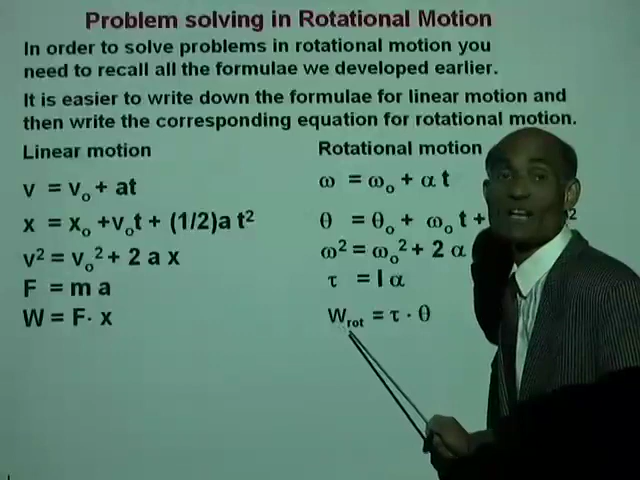 Problem solving in Rotational Motion
In order to solve problems in rotational motion you
need to recall all the formulae we developed earlier.
It is easier to write down the formulae for linear motion and
then write the corresponding equation for rotational motion.
Linear motion
v = vₒ + at
x = xₒ +vₒt + (1/2)a t²
v² = vₒ² + 2 a x
F = m a
W = F· x
Rotational motion
ω = ωₒ + α t
θ = θₒ + ωₒ t + ²
ω² = ωₒ² + 2 α
τ = I α
Wrot = τ · θ